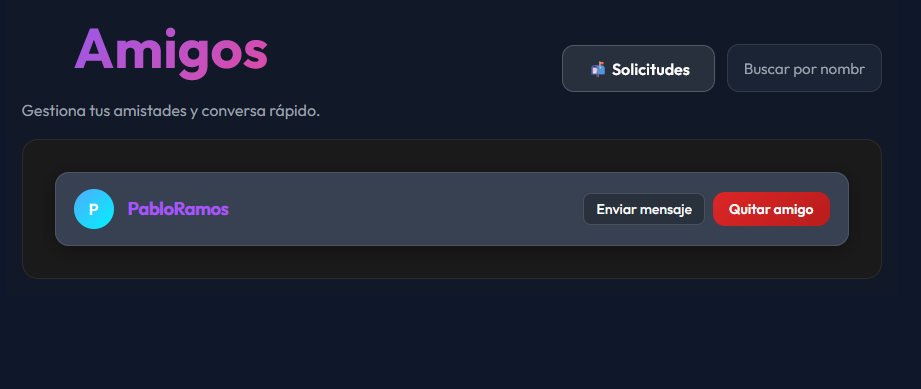 Amigos
📬 Solicitudes
Buscar por nombr
Gestiona tus amistades y conversa rápido.
P
PabloRamos
Enviar mensaje
Quitar amigo